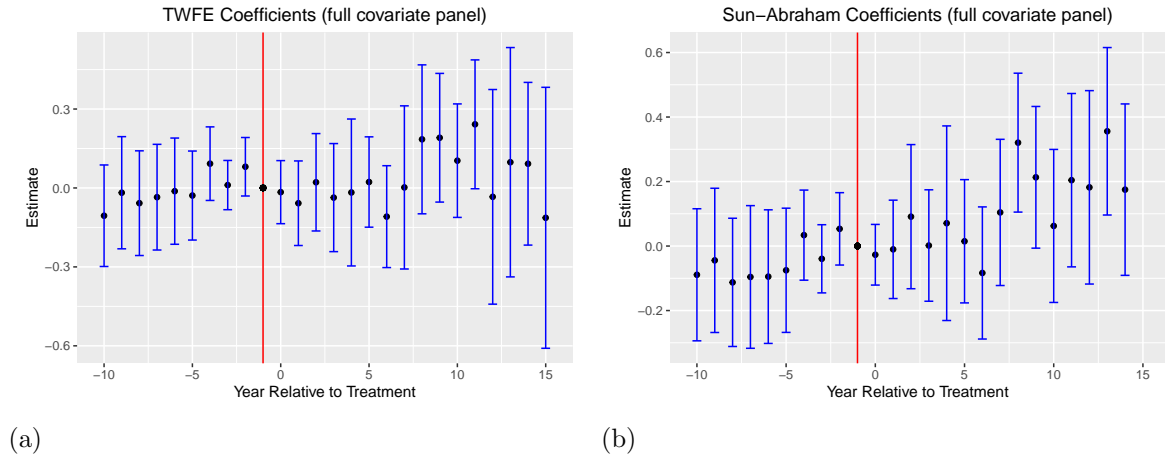 TWFE Coefficients (full covariate panel)
0.3
0.0
−0.3
−0.6
Estimate
−10 −5 0 5 10 15
Year Relative to Treatment
(a)
Sun−Abraham Coefficients (full covariate panel)
0.6
0.4
0.2
0.0
−0.2
Estimate
−10 −5 0 5 10 15
Year Relative to Treatment
(b)